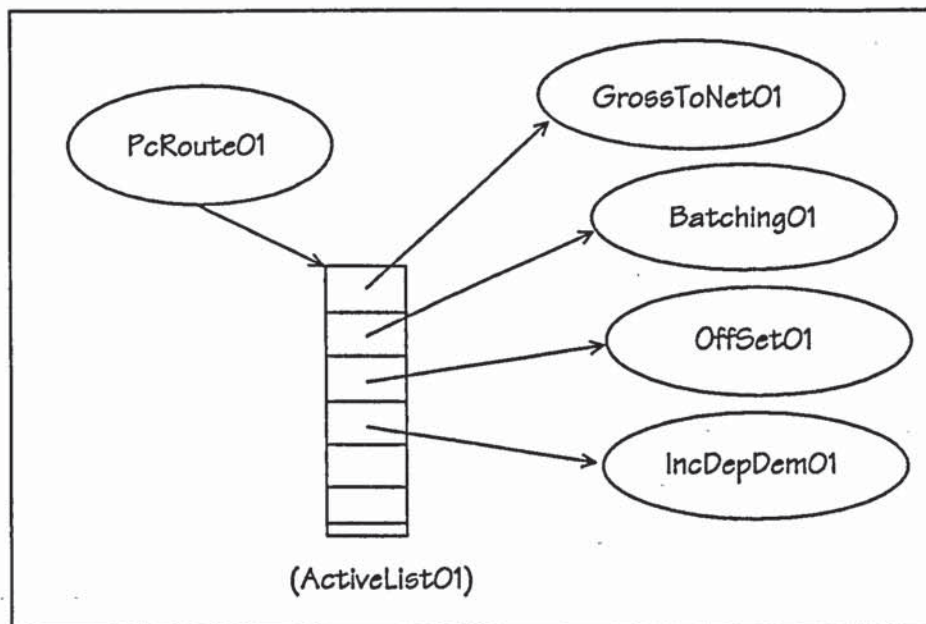 GrossToNet01
PcRoute01
Batching01
OffSet01
IncDepDem01
(ActiveList01)